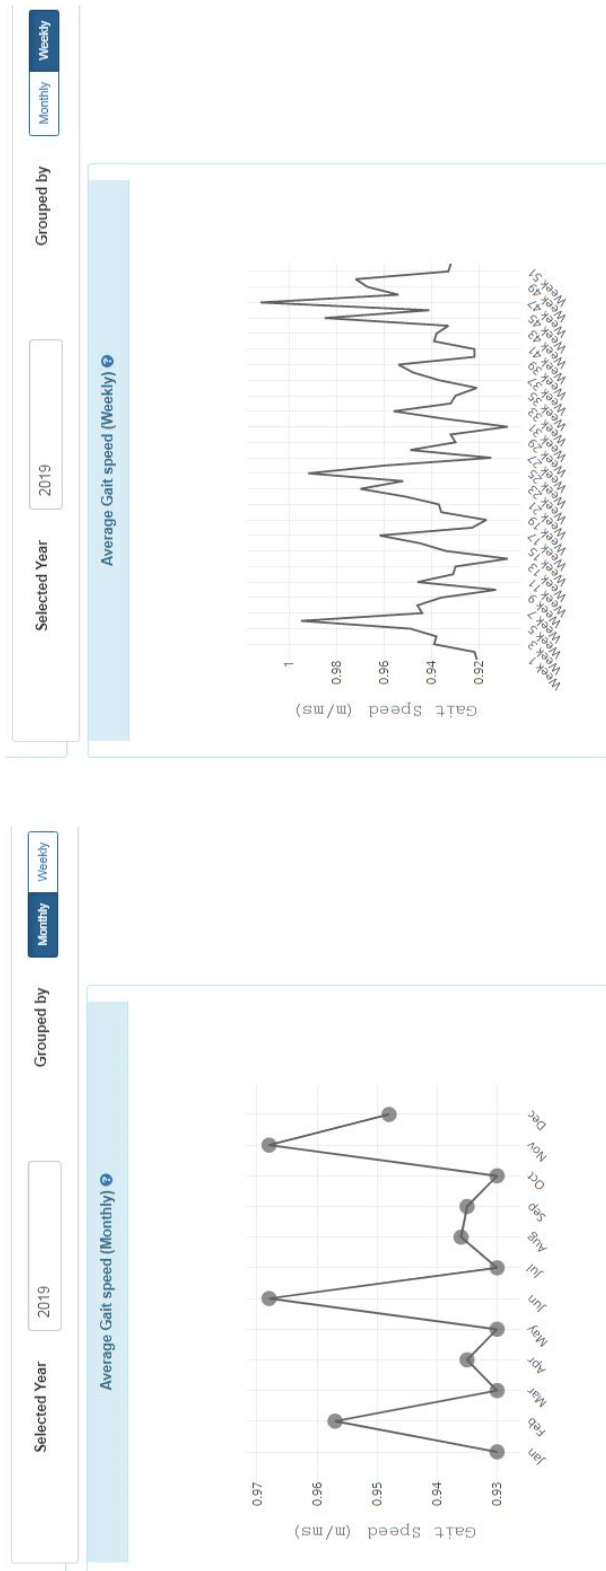 Selected Year 2019 Grouped by Monthly Weekly
Average Gait speed (Monthly) ?
Gait Speed (m/ms)
0.97
0.96
0.95
0.94
0.93
Jan Feb Mar Apr May Jun Jul Aug Sep Oct Nov Dec
Selected Year 2019 Grouped by Monthly Weekly
Average Gait speed (Weekly) ?
Gait Speed (m/ms)
1
0.98
0.96
0.94
0.92
Week 1 Week 3 Week 5 Week 7 Week 9 Week 11 Week 13 Week 15 Week 17 Week 19 Week 21 Week 23 Week 25 Week 27 Week 29 Week 31 Week 33 Week 35 Week 37 Week 39 Week 41 Week 43 Week 45 Week 47 Week 49 Week 51